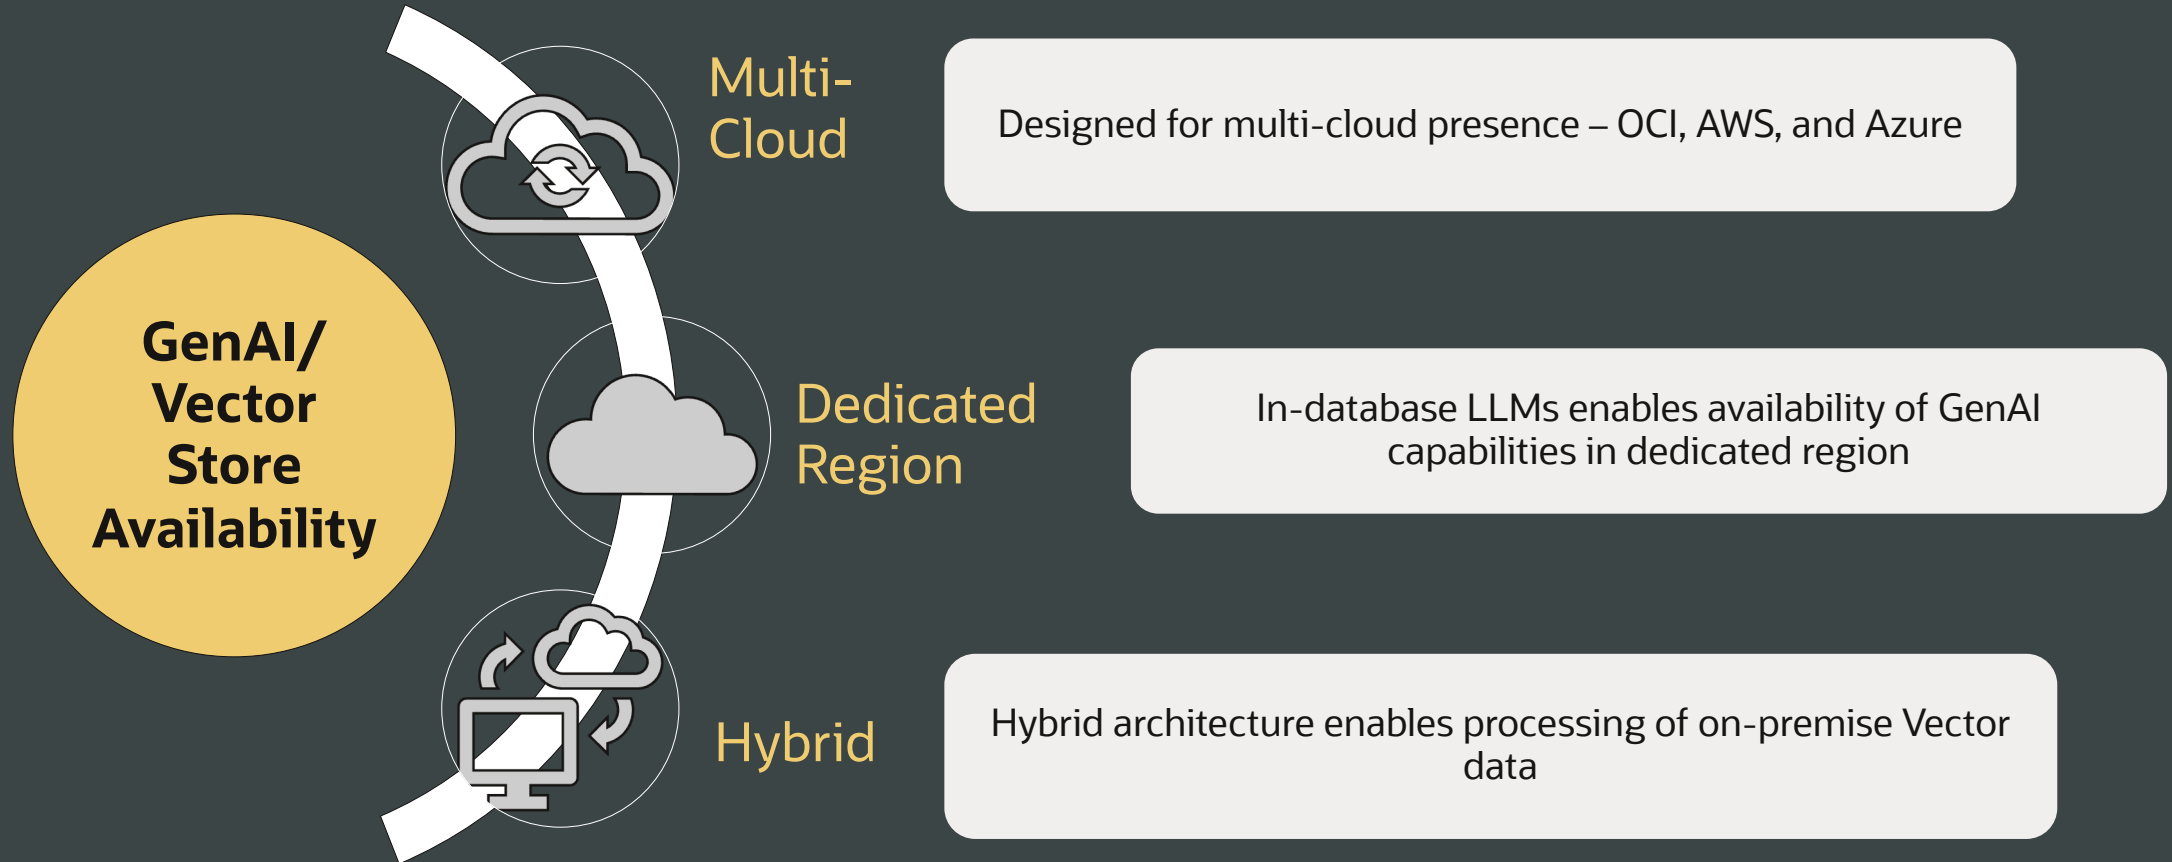 GenAI/
Vector
Store
Availability
Multi-
Cloud
Designed for multi-cloud presence – OCI, AWS, and Azure
Dedicated
Region
In-database LLMs enables availability of GenAI
capabilities in dedicated region
Hybrid
Hybrid architecture enables processing of on-premise Vector
data